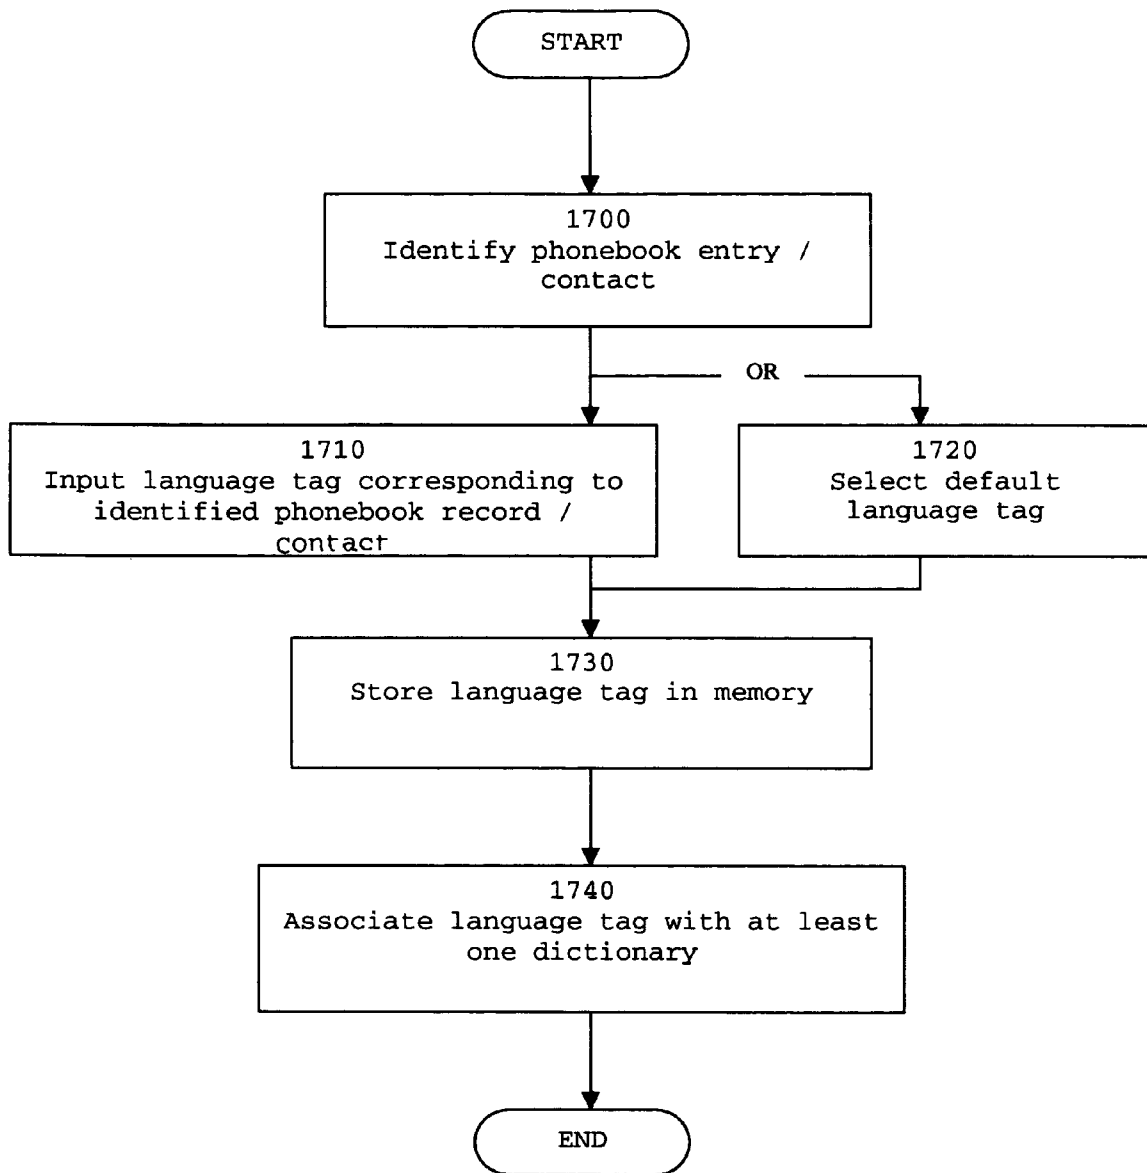 START
1700
Identify phonebook entry /
contact
OR
1710
Input language tag corresponding to
identified phonebook record /
contact
1720
Select default
language tag
1730
Store language tag in memory
1740
Associate language tag with at least
one dictionary
END